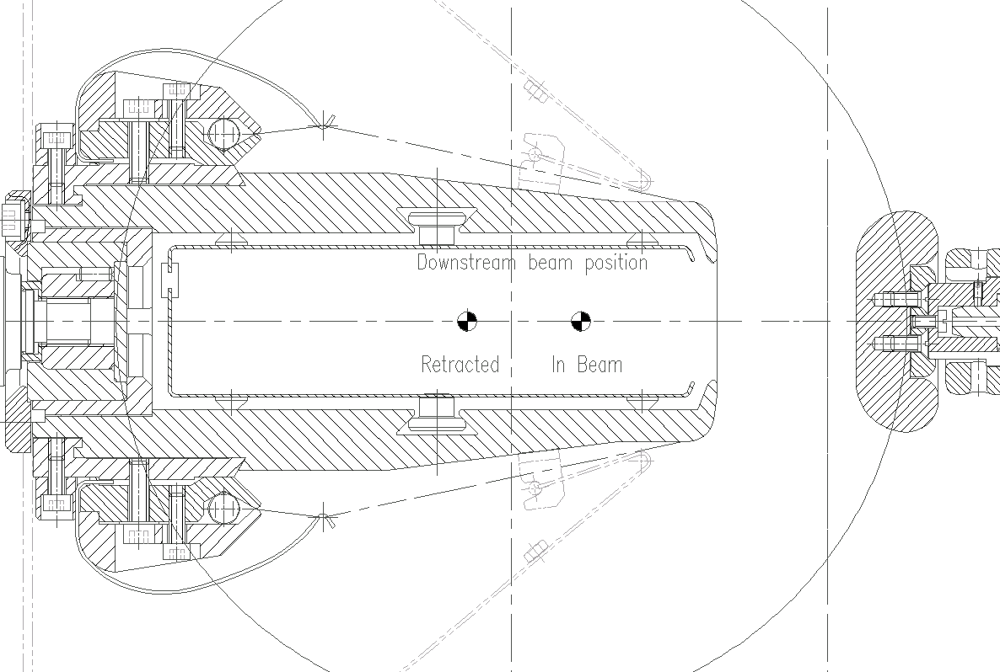 Downstream beam position
Retracted
In Beam